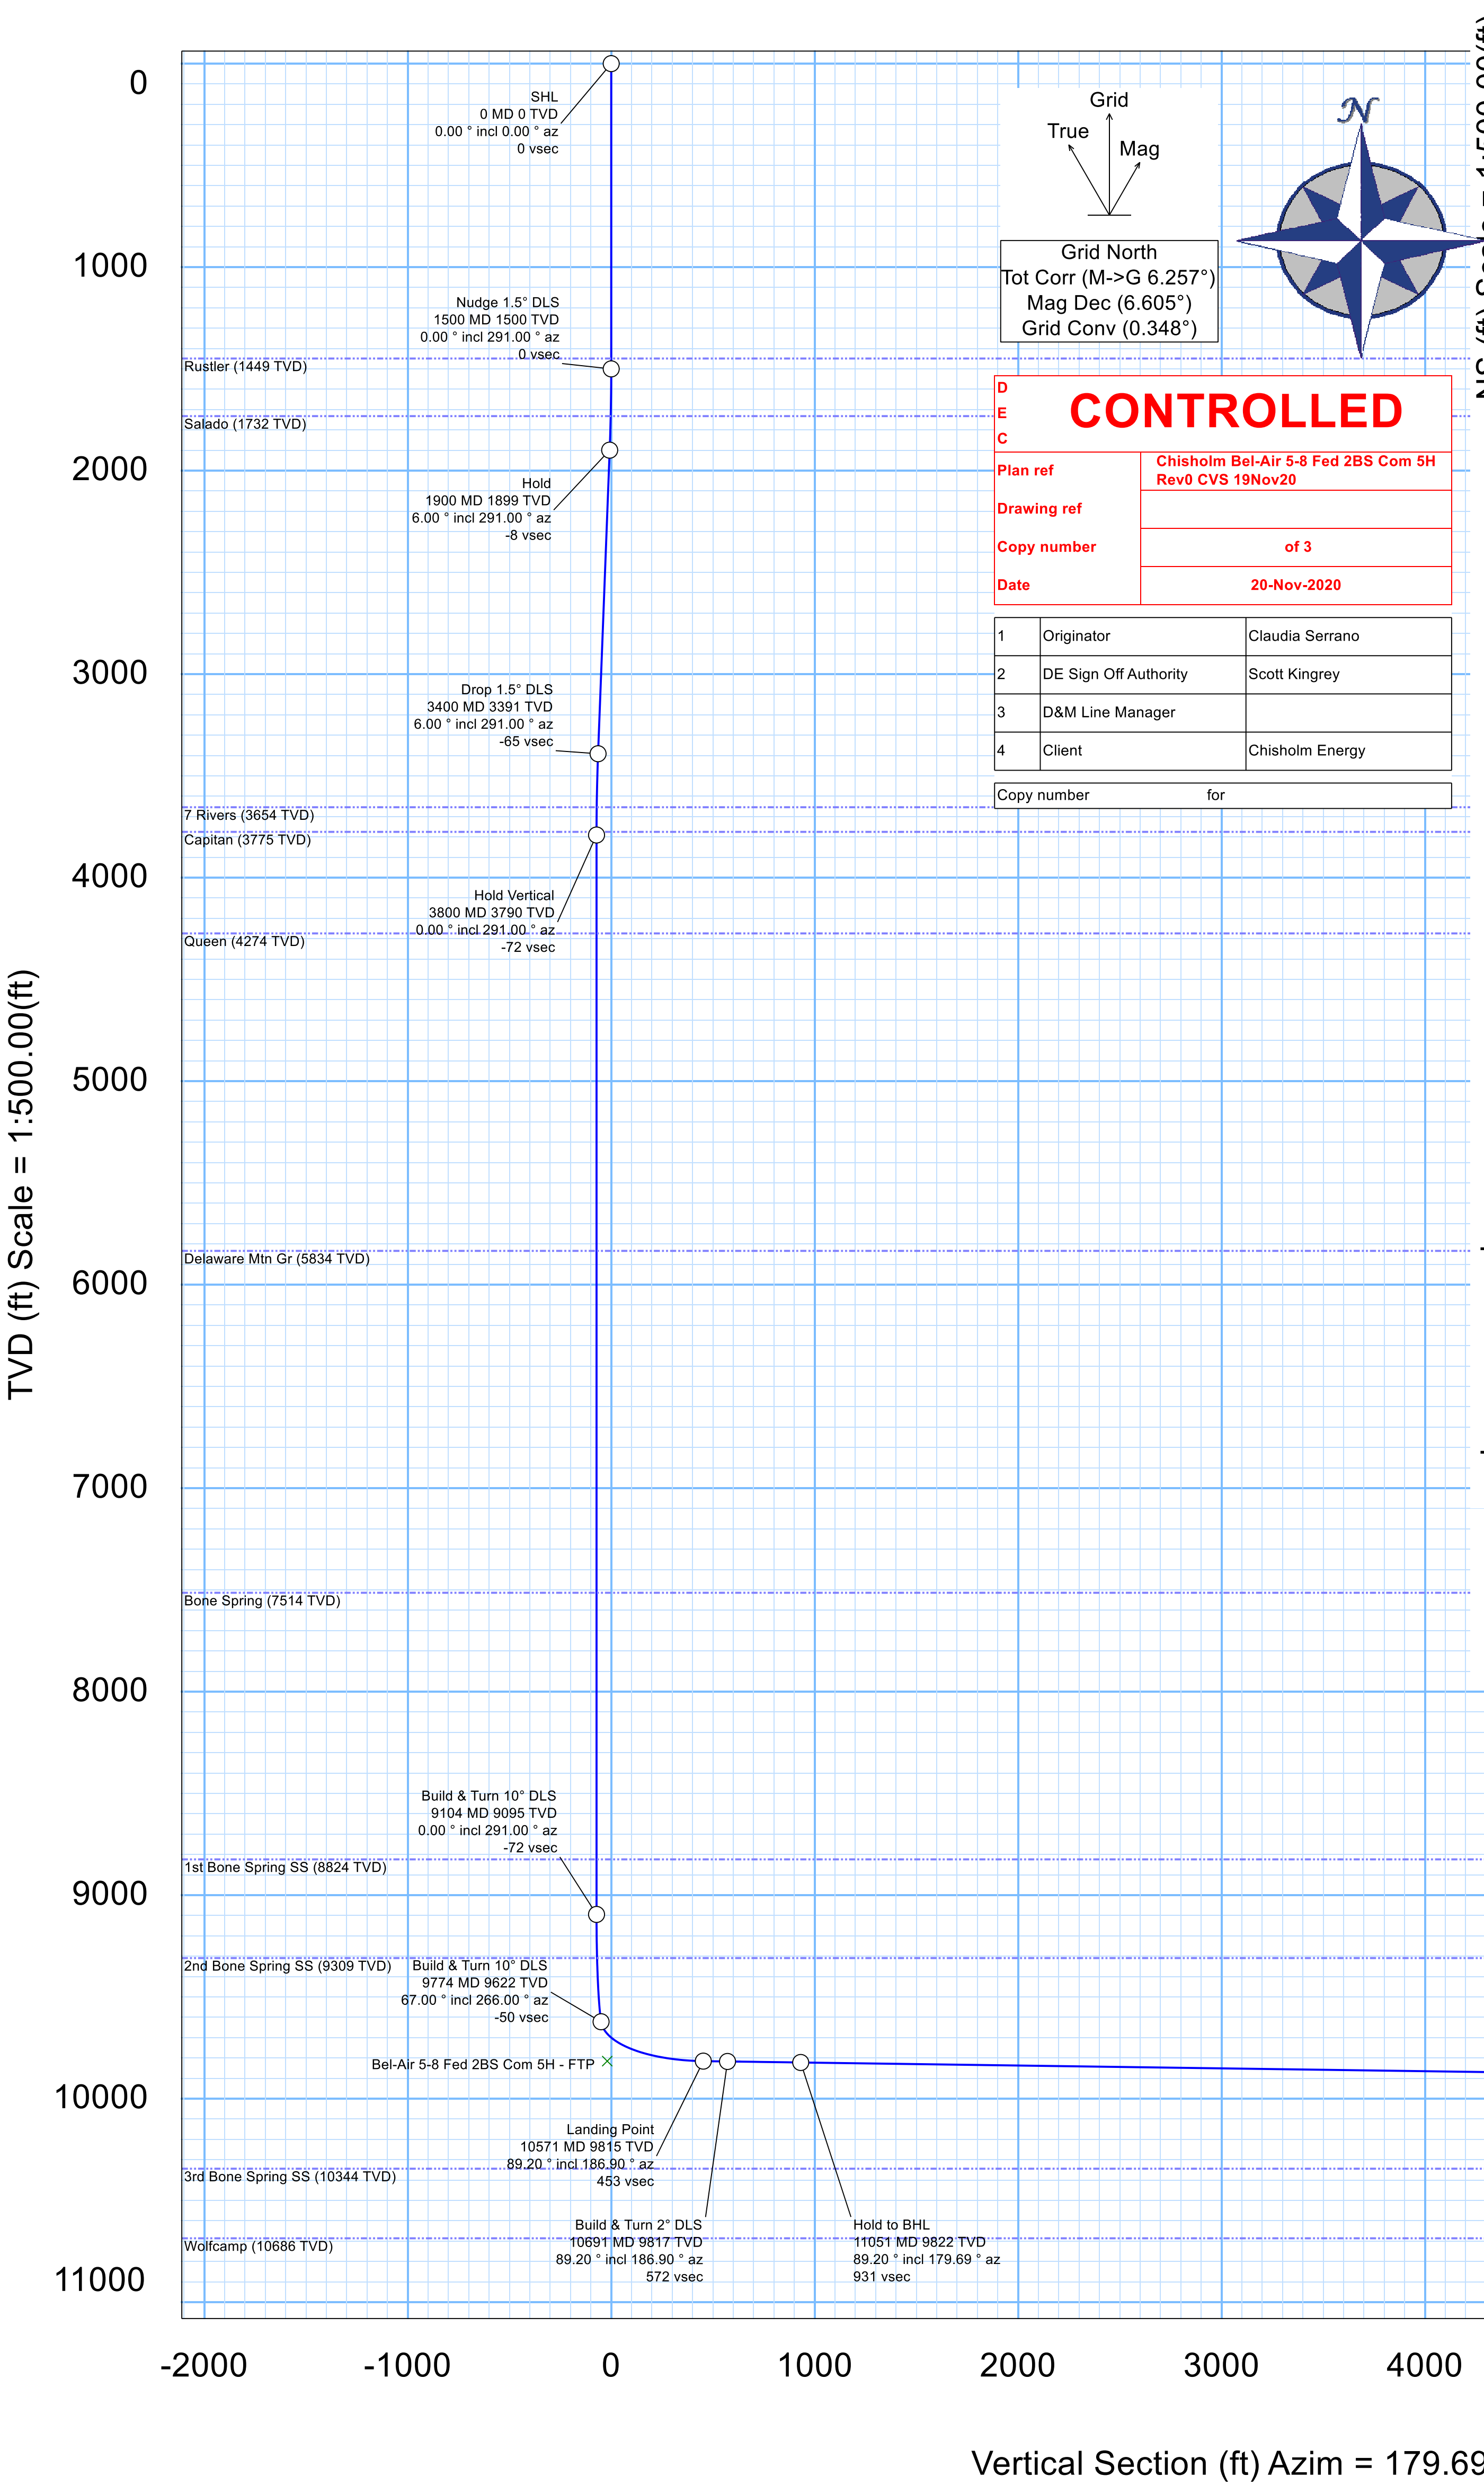 0
1000
2000
3000
4000
5000
6000
7000
8000
9000
10000
11000
TVD (ft) Scale = 1:500.00(ft)
SHL
0 MD 0 TVD
0.00 ° incl 0.00 ° az
0 vsec
Nudge 1.5° DLS
1500 MD 1500 TVD
0.00 ° incl 291.00 ° az
0 vsec
Rustler (1449 TVD)
Salado (1732 TVD)
Hold
1900 MD 1899 TVD
6.00 ° incl 291.00 ° az
-8 vsec
Drop 1.5° DLS
3400 MD 3391 TVD
6.00 ° incl 291.00 ° az
-65 vsec
7 Rivers (3654 TVD)
Capitan (3775 TVD)
Hold Vertical
3800 MD 3790 TVD
0.00 ° incl 291.00 ° az
-72 vsec
Queen (4274 TVD)
Delaware Mtn Gr (5834 TVD)
Bone Spring (7514 TVD)
Build & Turn 10° DLS
9104 MD 9095 TVD
0.00 ° incl 291.00 ° az
-72 vsec
1st Bone Spring SS (8824 TVD)
2nd Bone Spring SS (9309 TVD)
Build & Turn 10° DLS
9774 MD 9622 TVD
67.00 ° incl 266.00 ° az
-50 vsec
Bel-Air 5-8 Fed 2BS Com 5H - FTP
Landing Point
10571 MD 9815 TVD
89.20 ° incl 186.90 ° az
453 vsec
3rd Bone Spring SS (10344 TVD)
Build & Turn 2° DLS
10691 MD 9817 TVD
89.20 ° incl 186.90 ° az
572 vsec
Hold to BHL
11051 MD 9822 TVD
89.20 ° incl 179.69 ° az
931 vsec
Wolfcamp (10686 TVD)
Grid
True
Mag
N
Grid North
Tot Corr (M->G 6.257°)
Mag Dec (6.605°)
Grid Conv (0.348°)
D
E
C
CONTROLLED
Plan ref Chisholm Bel-Air 5-8 Fed 2BS Com 5H
Rev0 CVS 19Nov20
Drawing ref
Copy number of 3
Date 20-Nov-2020
1 Originator Claudia Serrano
2 DE Sign Off Authority Scott Kingrey
3 D&M Line Manager
4 Client Chisholm Energy
Copy number for
-2000 -1000 0 1000 2000 3000 4000
Vertical Section (ft) Azim = 179.69